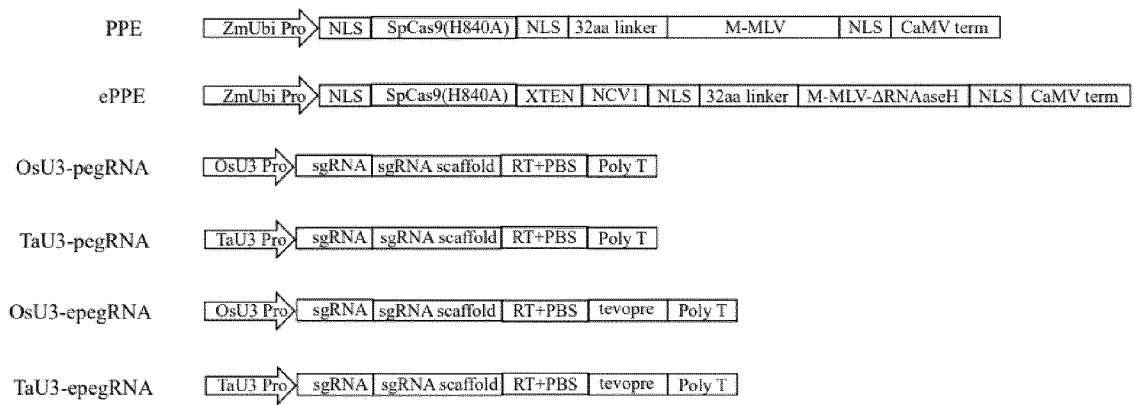 PPE ZmUbi Pro NLS SpCas9(H840A) NLS 32aa linker M-MLV NLS CaMV term
ePPE ZmUbi Pro NLS SpCas9(H840A) XTEN NCV1 NLS 32aa linker M-MLV-ΔRNAaseH NLS CaMV term
OsU3-pegRNA OsU3 Pro sgRNA sgRNA scaffold RT+PBS Poly T
TaU3-pegRNA TaU3 Pro sgRNA sgRNA scaffold RT+PBS Poly T
OsU3-epegRNA OsU3 Pro sgRNA sgRNA scaffold RT+PBS tevopre Poly T
TaU3-epegRNA TaU3 Pro sgRNA sgRNA scaffold RT+PBS tevopre Poly T